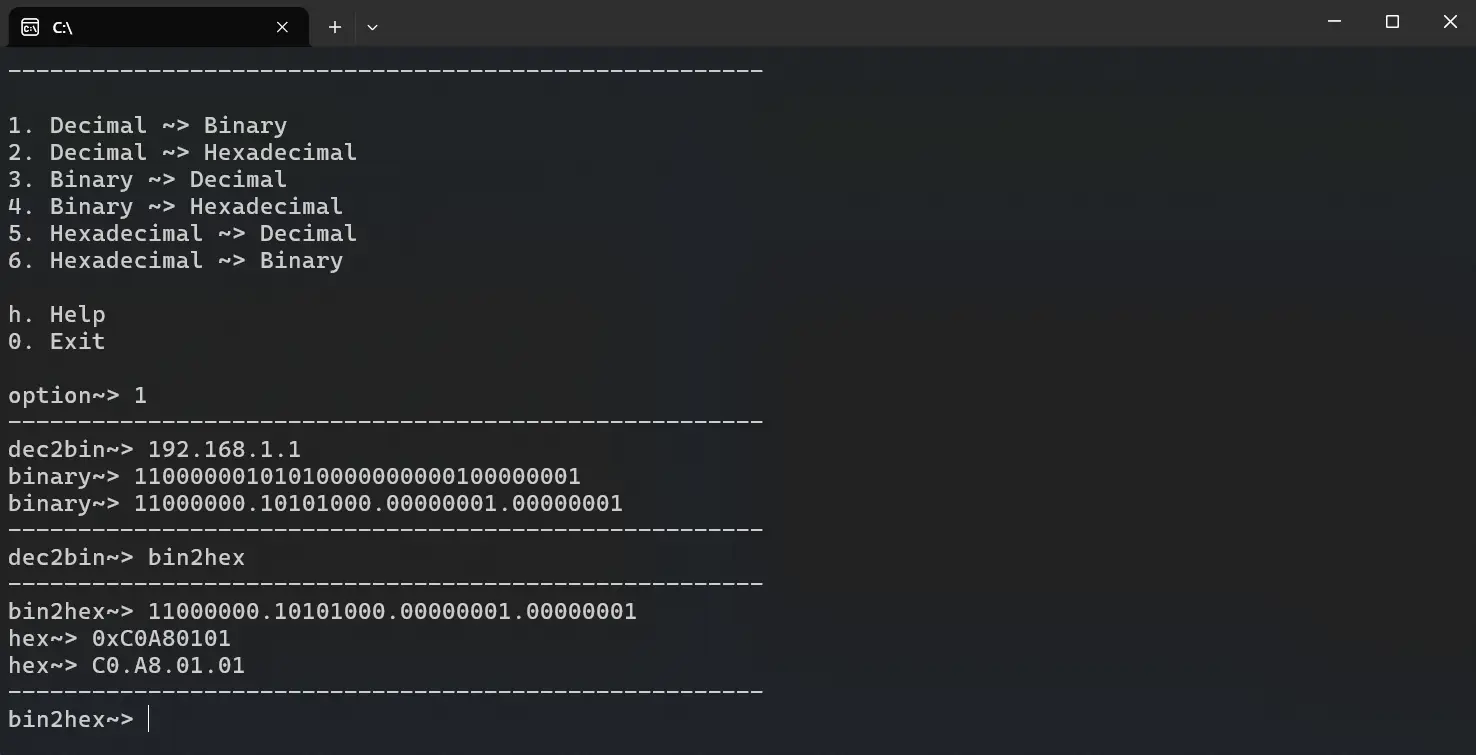 C:\
------------------------------------------------------
1. Decimal ~> Binary
2. Decimal ~> Hexadecimal
3. Binary ~> Decimal
4. Binary ~> Hexadecimal
5. Hexadecimal ~> Decimal
6. Hexadecimal ~> Binary
h. Help
0. Exit
option~> 1
------------------------------------------------------
dec2bin~> 192.168.1.1
binary~> 11000000101010000000000100000001
binary~> 11000000.10101000.00000001.00000001
------------------------------------------------------
dec2bin~> bin2hex
------------------------------------------------------
bin2hex~> 11000000.10101000.00000001.00000001
hex~> 0xC0A80101
hex~> C0.A8.01.01
------------------------------------------------------
bin2hex~>